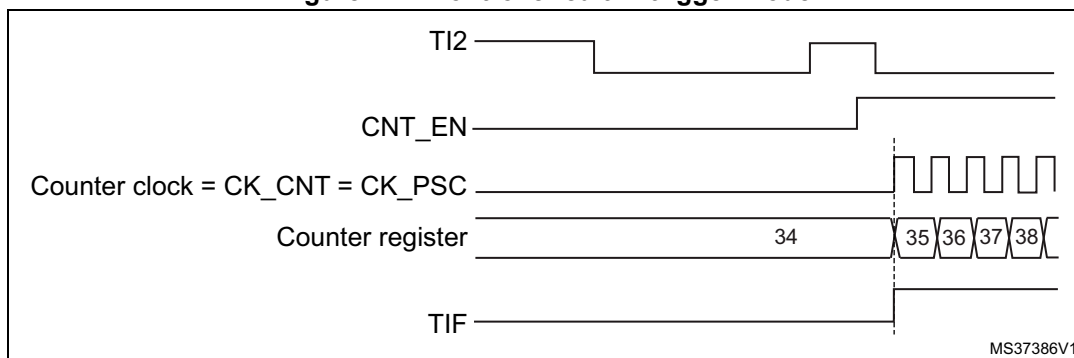 TI2
CNT_EN
Counter clock = CK_CNT = CK_PSC
Counter register 34 35 36 37 38
TIF
MS37386V1